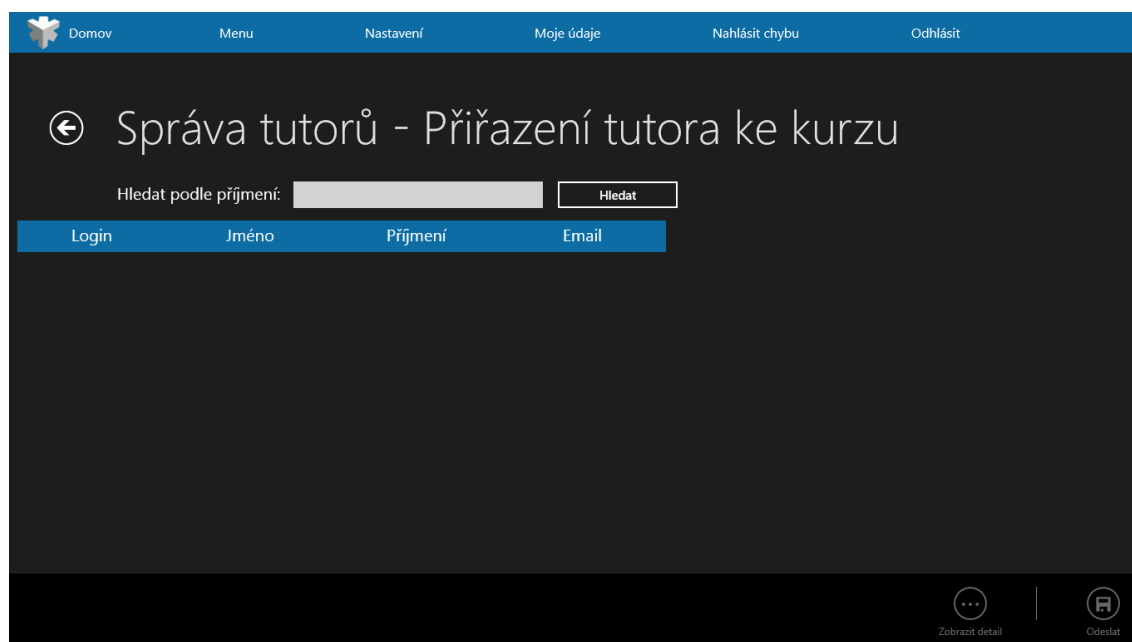 Domov Menu Nastavení Moje údaje Nahlásit chybu Odhlásit
Správa tutorů - Přiřazení tutora ke kurzu
Hledat podle příjmení: Hledat
Login Jméno Příjmení Email
Zobrazit detail Odeslat